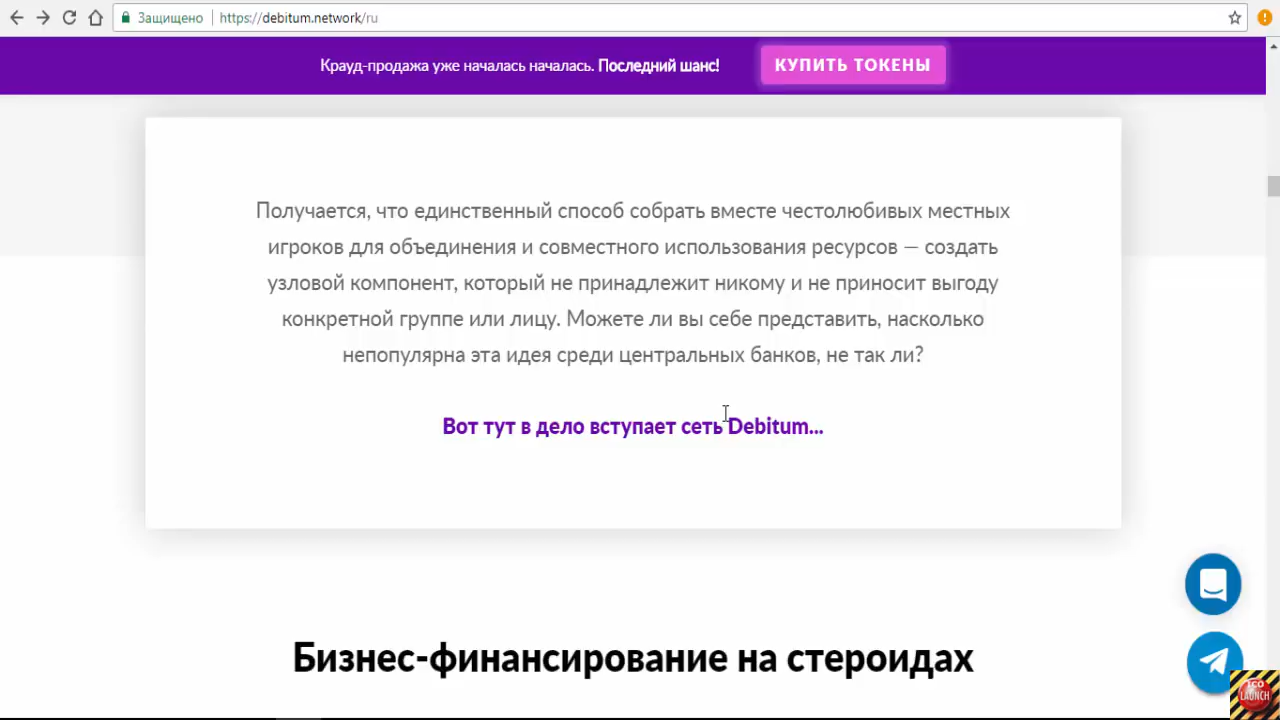 Защищено
https://debitum.network/ru
Крауд-продажа уже началась началась. Последний шанс!
КУПИТЬ ТОКЕНЫ
Получается, что единственный способ собрать вместе честолюбивых местных
игроков для объединения и совместного использования ресурсов — создать
узловой компонент, который не принадлежит никому и не приносит выгоду
конкретной группе или лицу. Можете ли вы себе представить, насколько
непопулярна эта идея среди центральных банков, не так ли?
Вот тут в дело вступает сеть Debitum...
Бизнес-финансирование на стероидах
ICO
LAUNCH